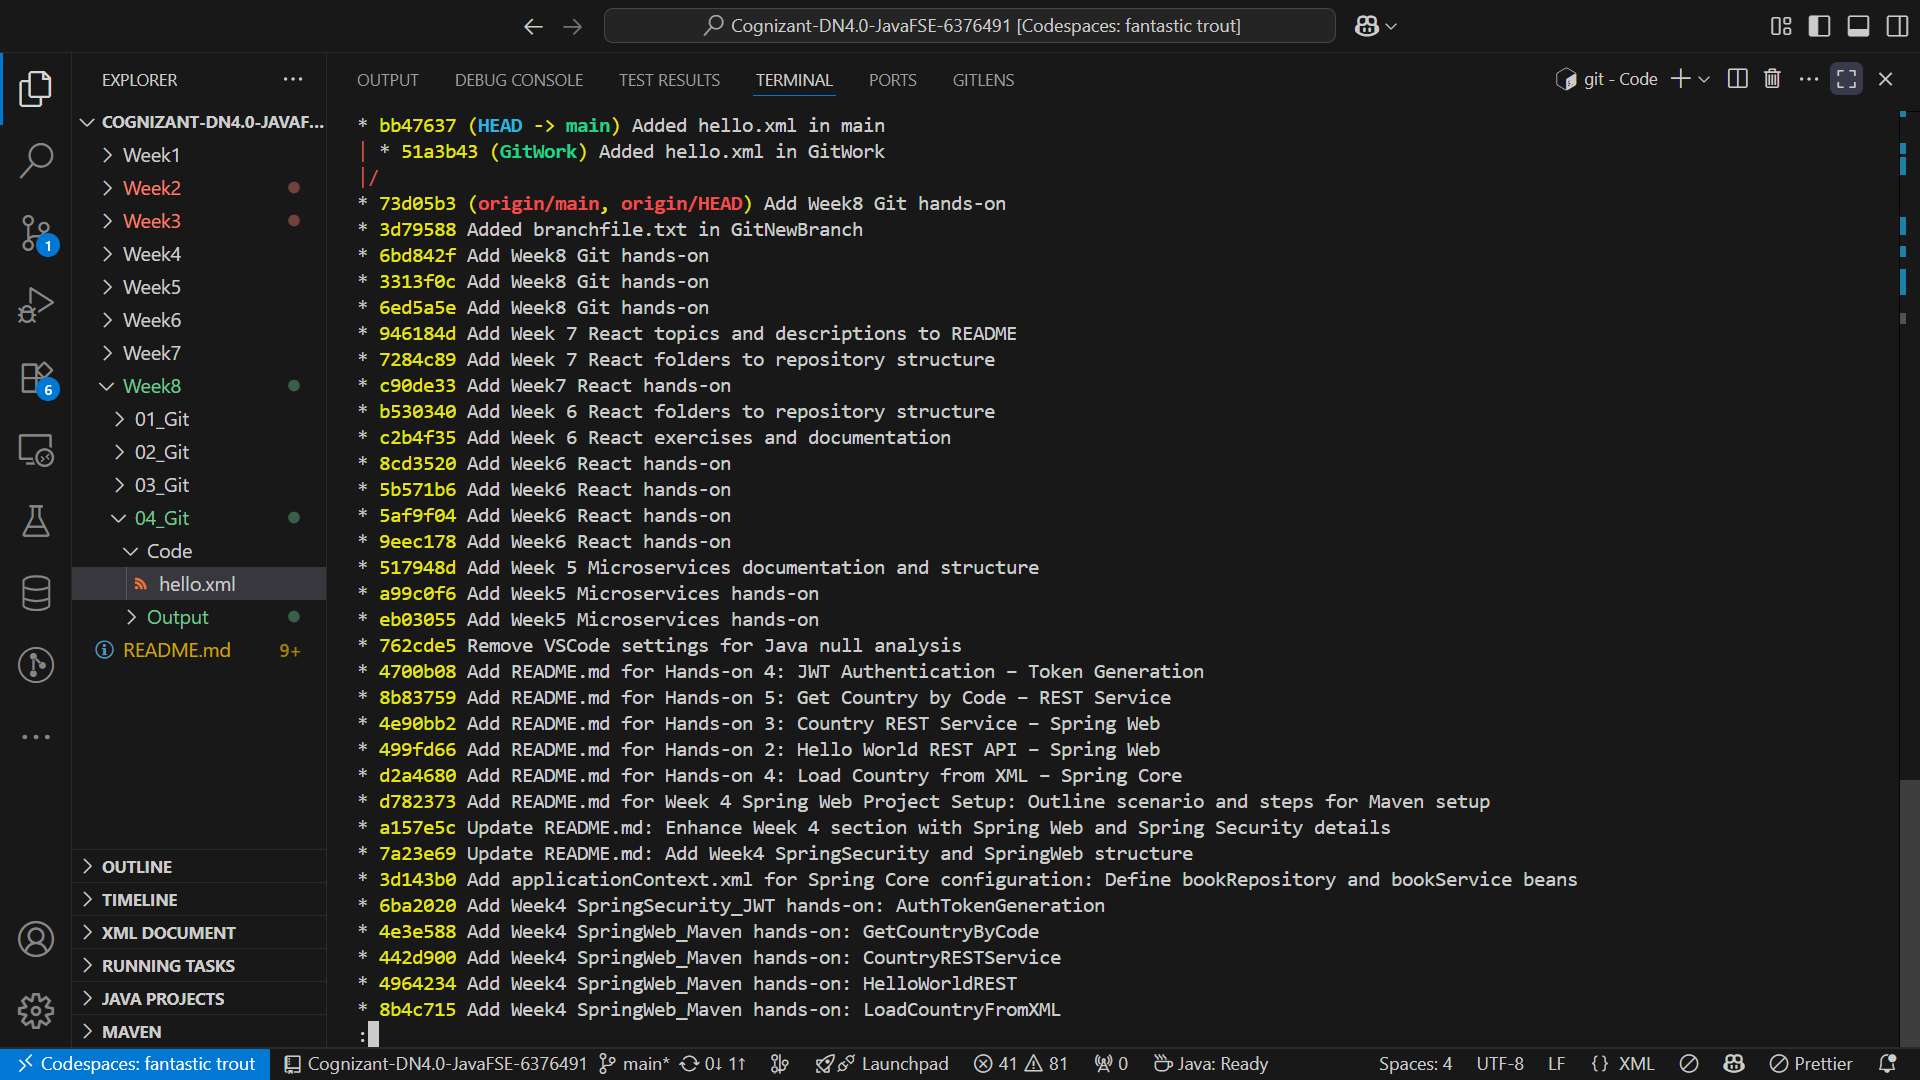 Cognizant-DN4.0-JavaFSE-6376491 [Codespaces: fantastic trout]
EXPLORER
COGNIZANT-DN4.0-JAVAF...
Week1
Week2
Week3
Week4
Week5
Week6
Week7
Week8
01_Git
02_Git
03_Git
04_Git
Code
hello.xml
Output
README.md 9+
OUTLINE
TIMELINE
XML DOCUMENT
RUNNING TASKS
JAVA PROJECTS
MAVEN
1
6
OUTPUT DEBUG CONSOLE TEST RESULTS TERMINAL PORTS GITLENS
git - Code
* bb47637 (HEAD -> main) Added hello.xml in main
| * 51a3b43 (GitWork) Added hello.xml in GitWork
|/
* 73d05b3 (origin/main, origin/HEAD) Add Week8 Git hands-on
* 3d79588 Added branchfile.txt in GitNewBranch
* 6bd842f Add Week8 Git hands-on
* 3313f0c Add Week8 Git hands-on
* 6ed5a5e Add Week8 Git hands-on
* 946184d Add Week 7 React topics and descriptions to README
* 7284c89 Add Week 7 React folders to repository structure
* c90de33 Add Week7 React hands-on
* b530340 Add Week 6 React folders to repository structure
* c2b4f35 Add Week 6 React exercises and documentation
* 8cd3520 Add Week6 React hands-on
* 5b571b6 Add Week6 React hands-on
* 5af9f04 Add Week6 React hands-on
* 9eec178 Add Week6 React hands-on
* 517948d Add Week 5 Microservices documentation and structure
* a99c0f6 Add Week5 Microservices hands-on
* eb03055 Add Week5 Microservices hands-on
* 762cde5 Remove VSCode settings for Java null analysis
* 4700b08 Add README.md for Hands-on 4: JWT Authentication – Token Generation
* 8b83759 Add README.md for Hands-on 5: Get Country by Code – REST Service
* 4e90bb2 Add README.md for Hands-on 3: Country REST Service – Spring Web
* 499fd66 Add README.md for Hands-on 2: Hello World REST API – Spring Web
* d2a4680 Add README.md for Hands-on 4: Load Country from XML – Spring Core
* d782373 Add README.md for Week 4 Spring Web Project Setup: Outline scenario and steps for Maven setup
* a157e5c Update README.md: Enhance Week 4 section with Spring Web and Spring Security details
* 7a23e69 Update README.md: Add Week4 SpringSecurity and SpringWeb structure
* 3d143b0 Add applicationContext.xml for Spring Core configuration: Define bookRepository and bookService beans
* 6ba2020 Add Week4 SpringSecurity_JWT hands-on: AuthTokenGeneration
* 4e3e588 Add Week4 SpringWeb_Maven hands-on: GetCountryByCode
* 442d900 Add Week4 SpringWeb_Maven hands-on: CountryRESTService
* 4964234 Add Week4 SpringWeb_Maven hands-on: HelloWorldREST
* 8b4c715 Add Week4 SpringWeb_Maven hands-on: LoadCountryFromXML
:
Codespaces: fantastic trout Cognizant-DN4.0-JavaFSE-6376491 main* 0↓ 1↑ Launchpad 41 81 0 Java: Ready Spaces: 4 UTF-8 LF {} XML Prettier